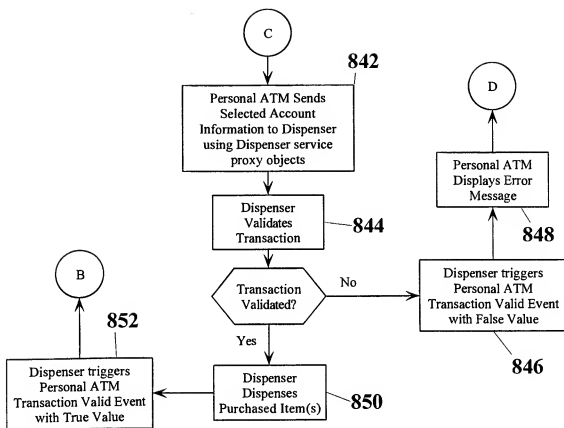 C
842
Personal ATM Sends
Selected Account
Information to Dispenser
using Dispenser service
proxy objects
D
Personal ATM
Displays Error
Message
848
Dispenser
Validates
Transaction
844
B
Transaction
Validated?
No
Dispenser triggers
Personal ATM
Transaction Valid Event
with False Value
846
852
Yes
Dispenser triggers
Personal ATM
Transaction Valid Event
with True Value
Dispenser
Dispenses
Purchased Item(s)
850